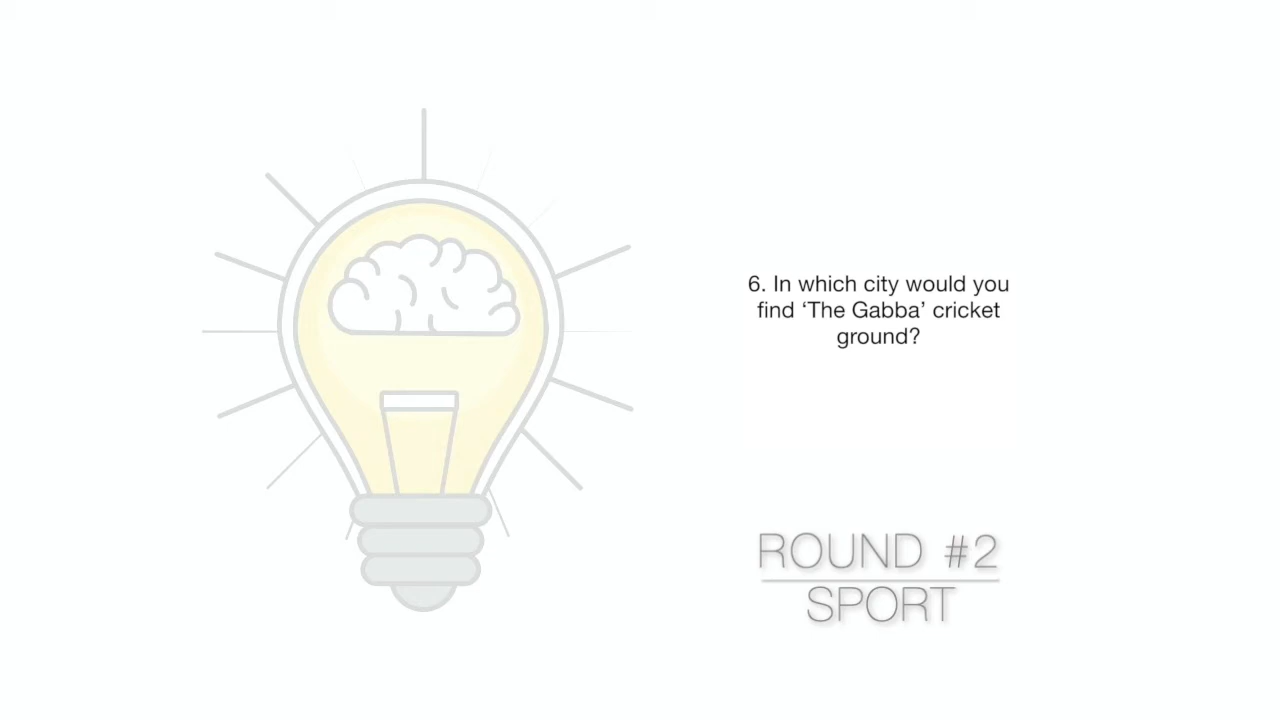 6. In which city would you
find ‘The Gabba’ cricket
ground?
ROUND #2
SPORT